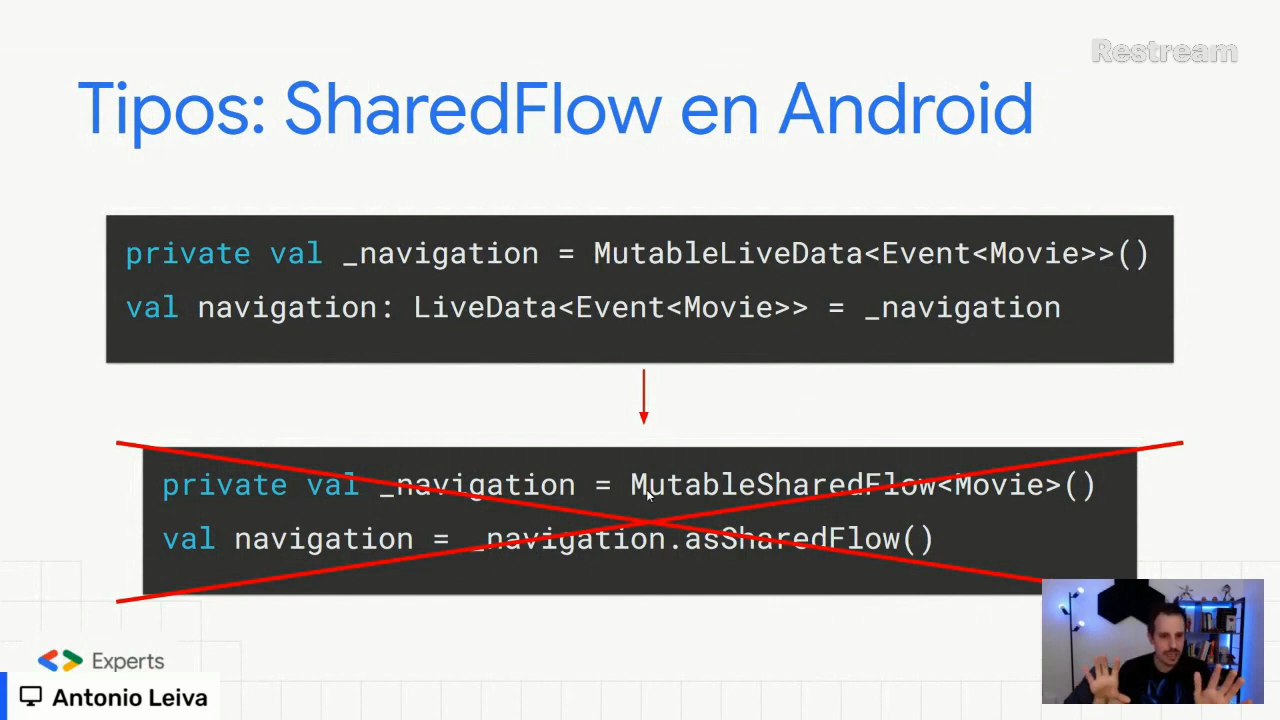 Restream
Tipos: SharedFlow en Android
private val _navigation = MutableLiveData<Event<Movie>>()
val navigation: LiveData<Event<Movie>> = _navigation
private val _navigation = MutableSharedFlow<Movie>()
val navigation = _navigation.asSharedFlow()
Experts
Antonio Leiva